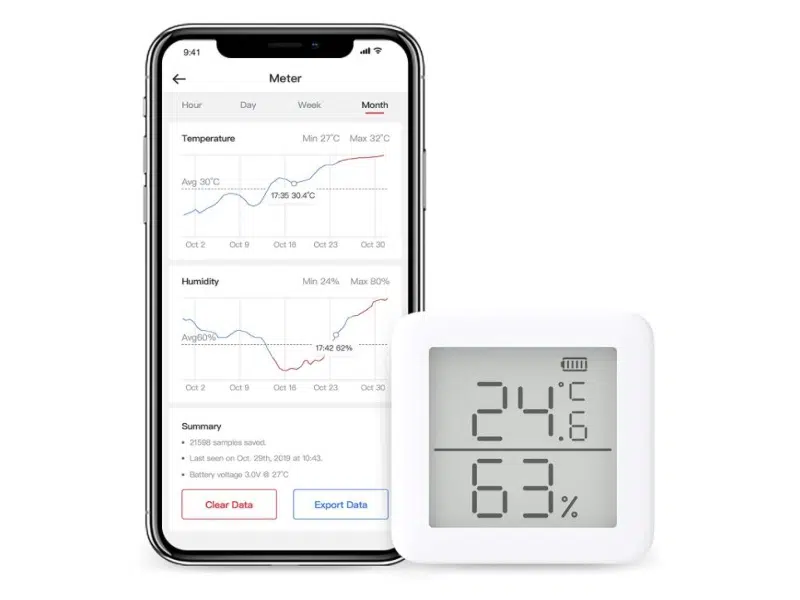 9:41
Meter
Hour Day Week Month
Temperature Min 27°C Max 32°C
Avg 30°C
17:35 30.4°C
Oct 2 Oct 9 Oct 16 Oct 23 Oct 30
Humidity Min 24% Max 80%
Avg60%
17:42 62%
Oct 2 Oct 9 Oct 16 Oct 23 Oct 30
Summary
• 21598 samples saved.
• Last seen on Oct. 29th, 2019 at 10:43.
• Battery voltage 3.0V @ 27°C
Clear Data Export Data
24.6°C
63%